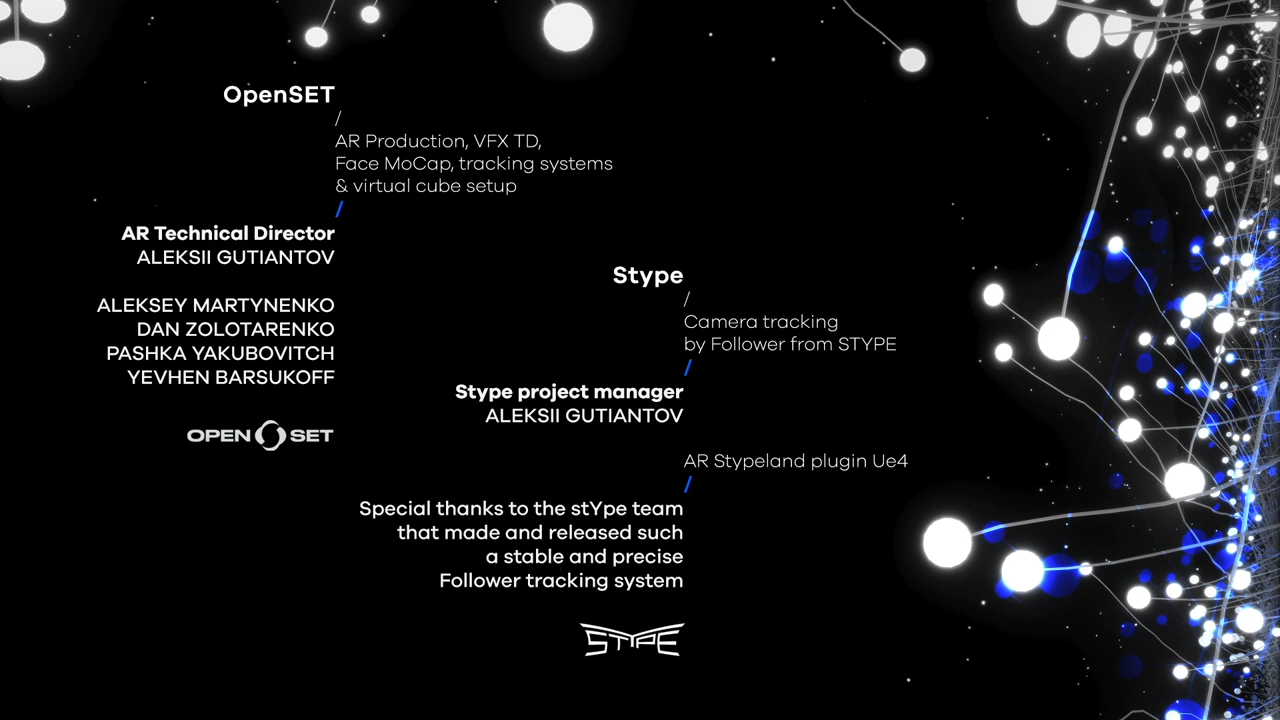 OpenSET
/
AR Production, VFX TD,
Face MoCap, tracking systems
& virtual cube setup
/
AR Technical Director
ALEKSII GUTIANTOV
ALEKSEY MARTYNENKO
DAN ZOLOTARENKO
PASHKA YAKUBOVITCH
YEVHEN BARSUKOFF
OPEN SET
Stype
/
Camera tracking
by Follower from STYPE
/
Stype project manager
ALEKSII GUTIANTOV
AR Stypeland plugin Ue4
/
Special thanks to the stYpe team
that made and released such
a stable and precise
Follower tracking system
STYPE